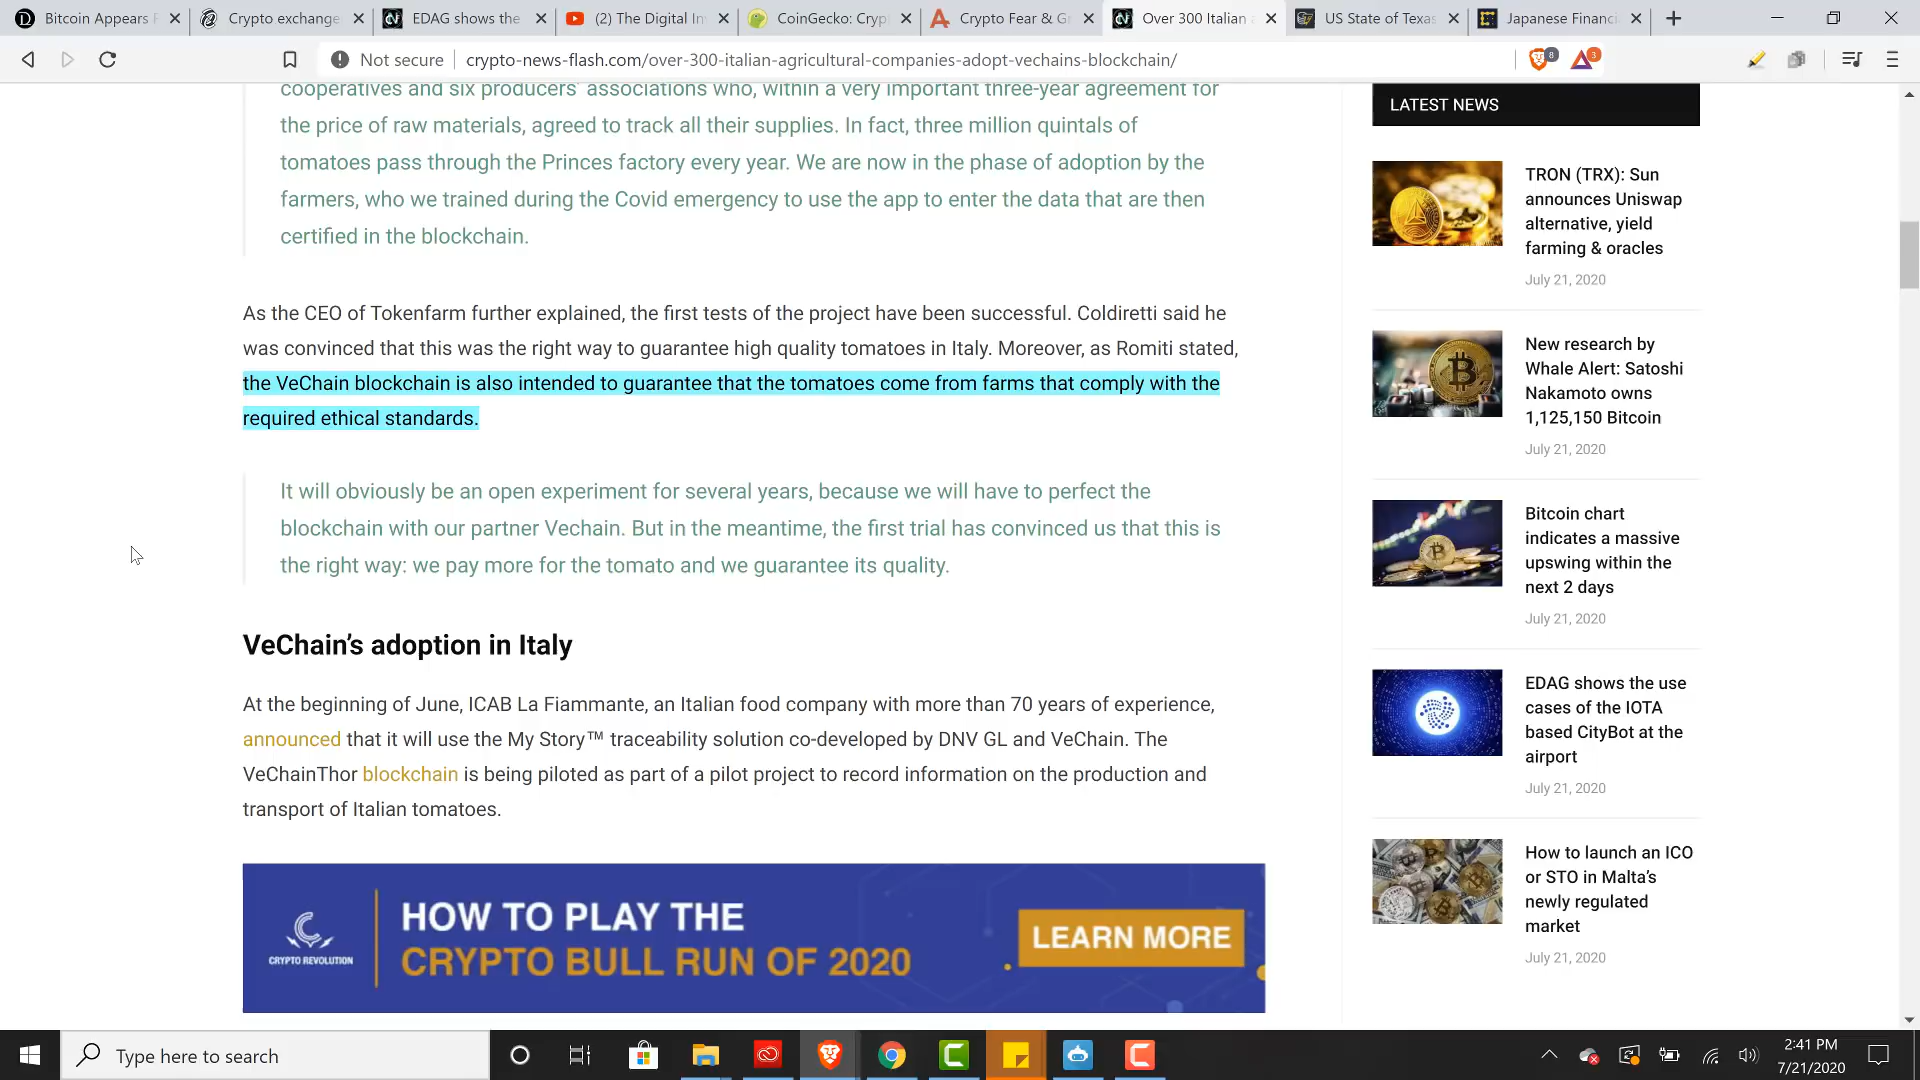 Bitcoin Appears
Crypto exchange
EDAG shows the
(2) The Digital In
CoinGecko: Cryp
Crypto Fear & G
Over 300 Italian
US State of Texas
Japanese Financi
Not secure
crypto-news-flash.com/over-300-italian-agricultural-companies-adopt-vechains-blockchain/
8
3
cooperatives and six producers' associations who, within a very important three-year agreement for
the price of raw materials, agreed to track all their supplies. In fact, three million quintals of
tomatoes pass through the Princes factory every year. We are now in the phase of adoption by the
farmers, who we trained during the Covid emergency to use the app to enter the data that are then
certified in the blockchain.
As the CEO of Tokenfarm further explained, the first tests of the project have been successful. Coldiretti said he
was convinced that this was the right way to guarantee high quality tomatoes in Italy. Moreover, as Romiti stated,
the VeChain blockchain is also intended to guarantee that the tomatoes come from farms that comply with the
required ethical standards.
It will obviously be an open experiment for several years, because we will have to perfect the
blockchain with our partner Vechain. But in the meantime, the first trial has convinced us that this is
the right way: we pay more for the tomato and we guarantee its quality.
VeChain’s adoption in Italy
At the beginning of June, ICAB La Fiammante, an Italian food company with more than 70 years of experience,
announced that it will use the My Story™ traceability solution co-developed by DNV GL and VeChain. The
VeChainThor blockchain is being piloted as part of a pilot project to record information on the production and
transport of Italian tomatoes.
CRYPTO REVOLUTION
HOW TO PLAY THE
CRYPTO BULL RUN OF 2020
LEARN MORE
LATEST NEWS
TRON (TRX): Sun
announces Uniswap
alternative, yield
farming & oracles
July 21, 2020
New research by
Whale Alert: Satoshi
Nakamoto owns
1,125,150 Bitcoin
July 21, 2020
Bitcoin chart
indicates a massive
upswing within the
next 2 days
July 21, 2020
EDAG shows the use
cases of the IOTA
based CityBot at the
airport
July 21, 2020
How to launch an ICO
or STO in Malta’s
newly regulated
market
July 21, 2020
Type here to search
2:41 PM
7/21/2020